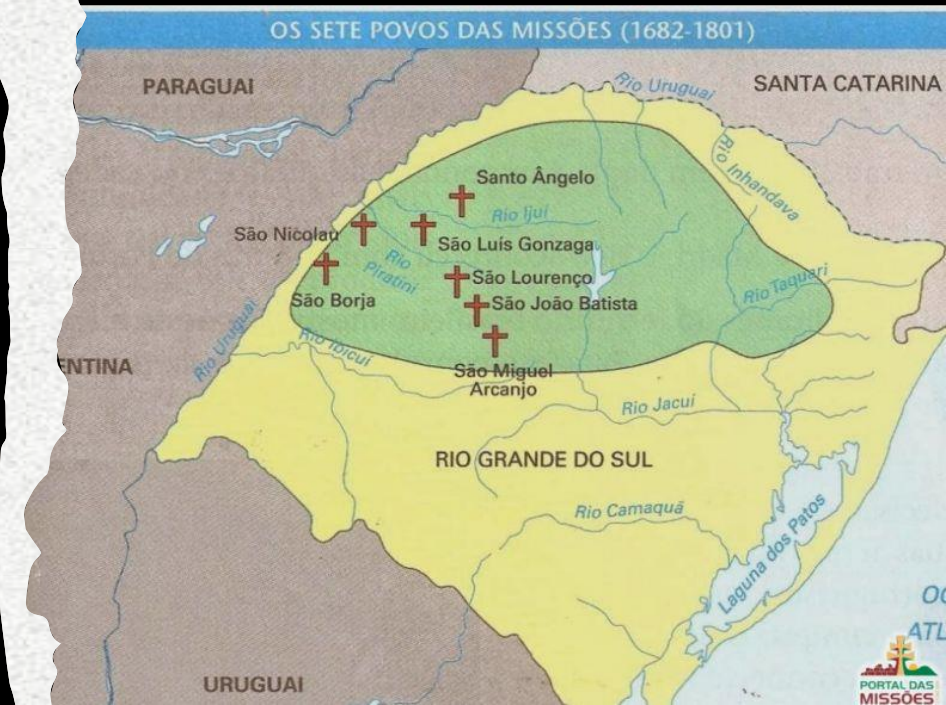 OS SETE POVOS DAS MISSÕES (1682-1801)
PARAGUAI
Rio Uruguai
SANTA CATARINA
Rio Inhandava
Santo Ângelo
Rio Ijuí
São Nicolau
São Luís Gonzaga
Rio
Piratini
São Lourenço
São Borja
São João Batista
Rio Taquari
Rio Uruguai
Rio Ibicuí
ENTINA
São Miguel
Arcanjo
Rio Jacuí
RIO GRANDE DO SUL
Rio Camaquã
Laguna dos Patos
OC
ATL
URUGUAI
PORTAL DAS
MISSÕES